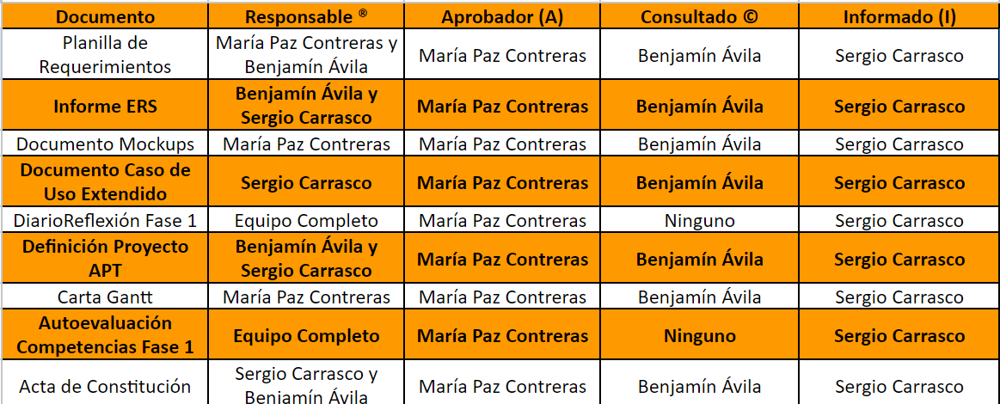 Documento Responsable ® Aprobador (A) Consultado © Informado (I)
Planilla de Requerimientos María Paz Contreras y Benjamín Ávila María Paz Contreras Benjamín Ávila Sergio Carrasco
Informe ERS Benjamín Ávila y Sergio Carrasco María Paz Contreras Benjamín Ávila Sergio Carrasco
Documento Mockups María Paz Contreras María Paz Contreras Benjamín Ávila Sergio Carrasco
Documento Caso de Uso Extendido Sergio Carrasco María Paz Contreras Benjamín Ávila Sergio Carrasco
DiarioReflexión Fase 1 Equipo Completo María Paz Contreras Ninguno Sergio Carrasco
Definición Proyecto APT Benjamín Ávila y Sergio Carrasco María Paz Contreras Benjamín Ávila Sergio Carrasco
Carta Gantt María Paz Contreras María Paz Contreras Benjamín Ávila Sergio Carrasco
Autoevaluación Competencias Fase 1 Equipo Completo María Paz Contreras Ninguno Sergio Carrasco
Acta de Constitución Sergio Carrasco y Benjamín Ávila María Paz Contreras Benjamín Ávila Sergio Carrasco